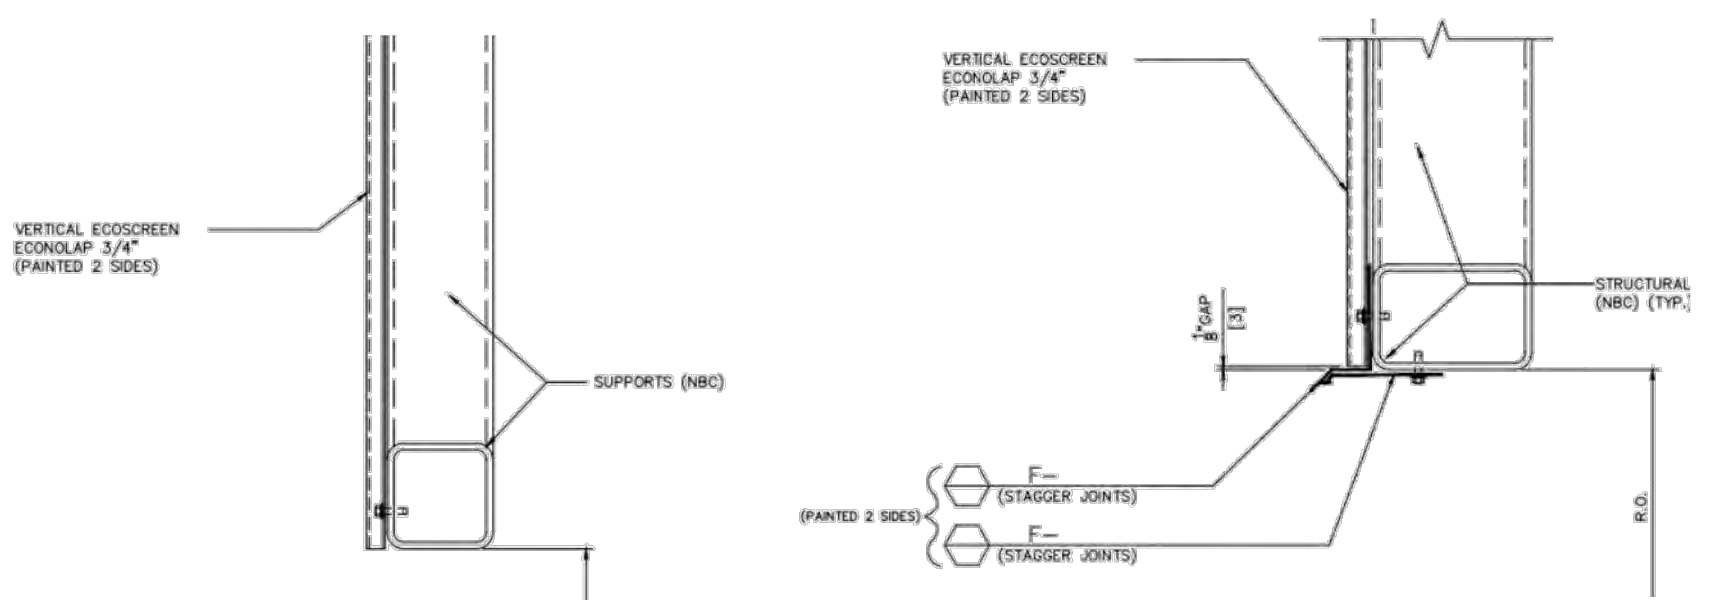 VERTICAL ECOSCREEN
ECONOLAP 3/4"
(PAINTED 2 SIDES)
SUPPORTS (NBC)
VERTICAL ECOSCREEN
ECONOLAP 3/4"
(PAINTED 2 SIDES)
STRUCTURAL
(NBC) (TYP.)
1/8" GAP
[3]
F-
(STAGGER JOINTS)
(PAINTED 2 SIDES)
F-
(STAGGER JOINTS)
R.O.